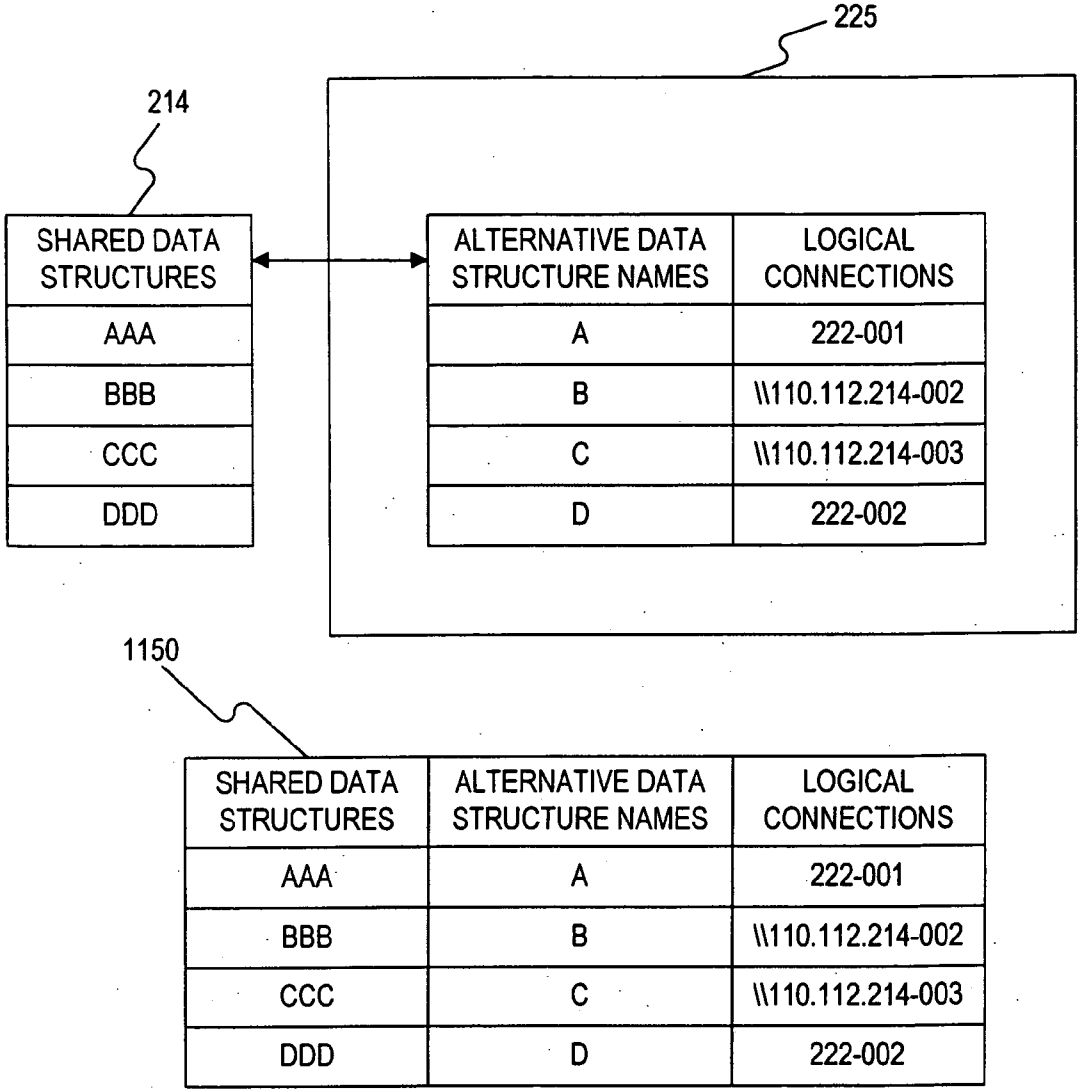 225
214
SHARED DATA
STRUCTURES
AAA
BBB
CCC
DDD
ALTERNATIVE DATA
STRUCTURE NAMES
LOGICAL
CONNECTIONS
A
222-001
B
\\110.112.214-002
C
\\110.112.214-003
D
222-002
1150
SHARED DATA
STRUCTURES
ALTERNATIVE DATA
STRUCTURE NAMES
LOGICAL
CONNECTIONS
AAA
A
222-001
BBB
B
\\110.112.214-002
CCC
C
\\110.112.214-003
DDD
D
222-002